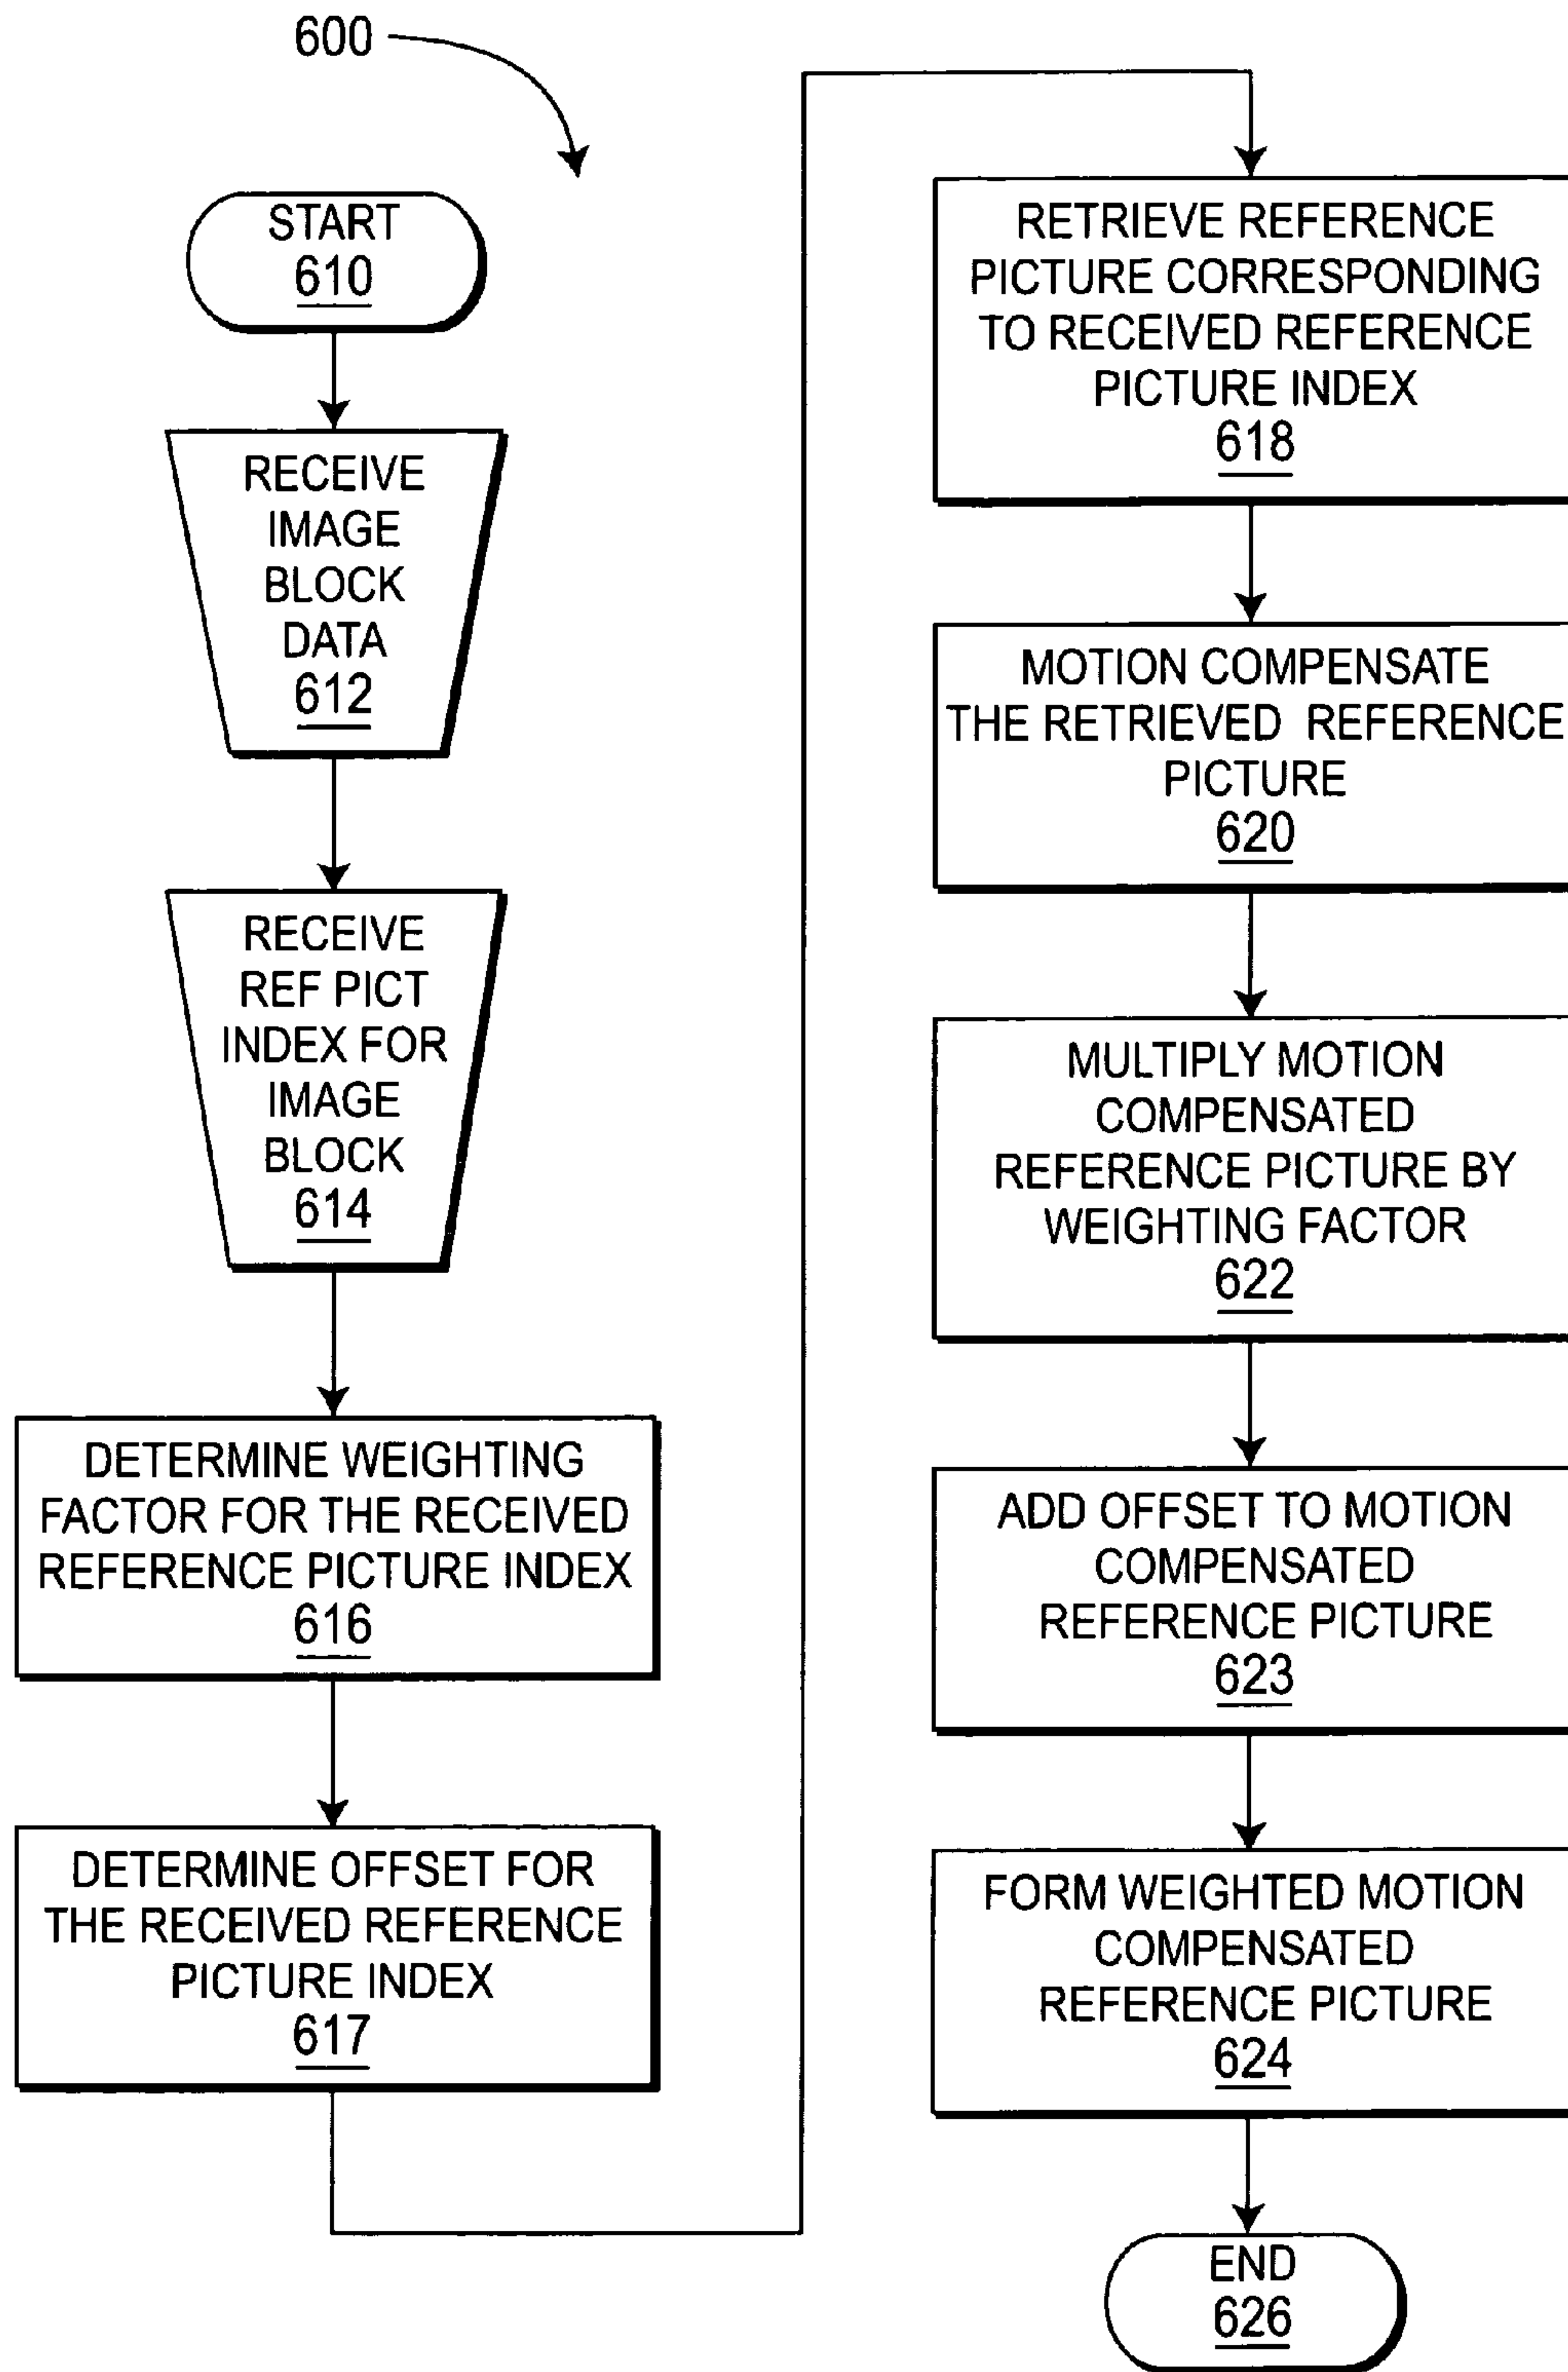 600
START
610
RECEIVE
IMAGE
BLOCK
DATA
612
RECEIVE
REF PICT
INDEX FOR
IMAGE
BLOCK
614
DETERMINE WEIGHTING
FACTOR FOR THE RECEIVED
REFERENCE PICTURE INDEX
616
DETERMINE OFFSET FOR
THE RECEIVED REFERENCE
PICTURE INDEX
617
RETRIEVE REFERENCE
PICTURE CORRESPONDING
TO RECEIVED REFERENCE
PICTURE INDEX
618
MOTION COMPENSATE
THE RETRIEVED REFERENCE
PICTURE
620
MULTIPLY MOTION
COMPENSATED
REFERENCE PICTURE BY
WEIGHTING FACTOR
622
ADD OFFSET TO MOTION
COMPENSATED
REFERENCE PICTURE
623
FORM WEIGHTED MOTION
COMPENSATED
REFERENCE PICTURE
624
END
626